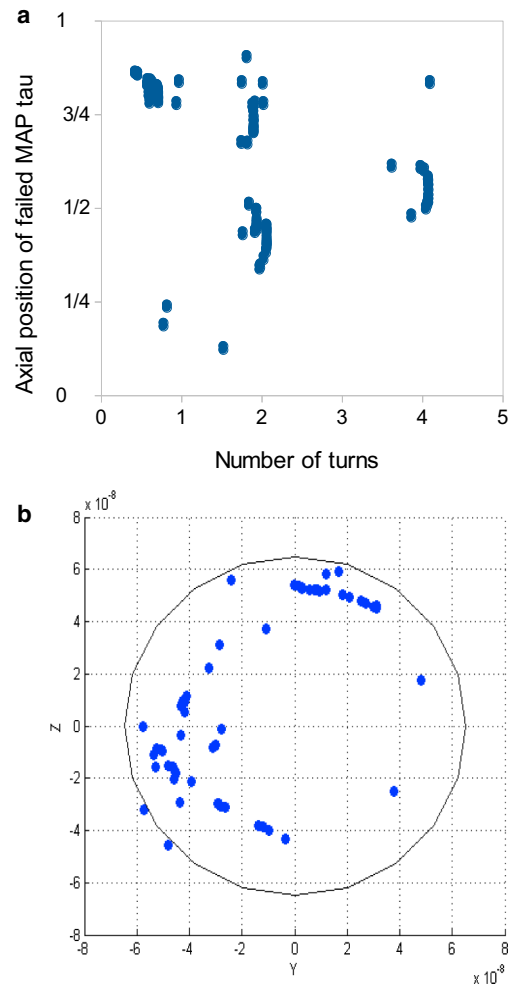 a
1
3/4
1/2
1/4
0
Axial position of failed MAP tau
0 1 2 3 4 5
Number of turns
b
x 10⁻⁸
8
6
4
2
0
-2
-4
-6
-8
Z
-8 -6 -4 -2 0 2 4 6 8
Y
x 10⁻⁸